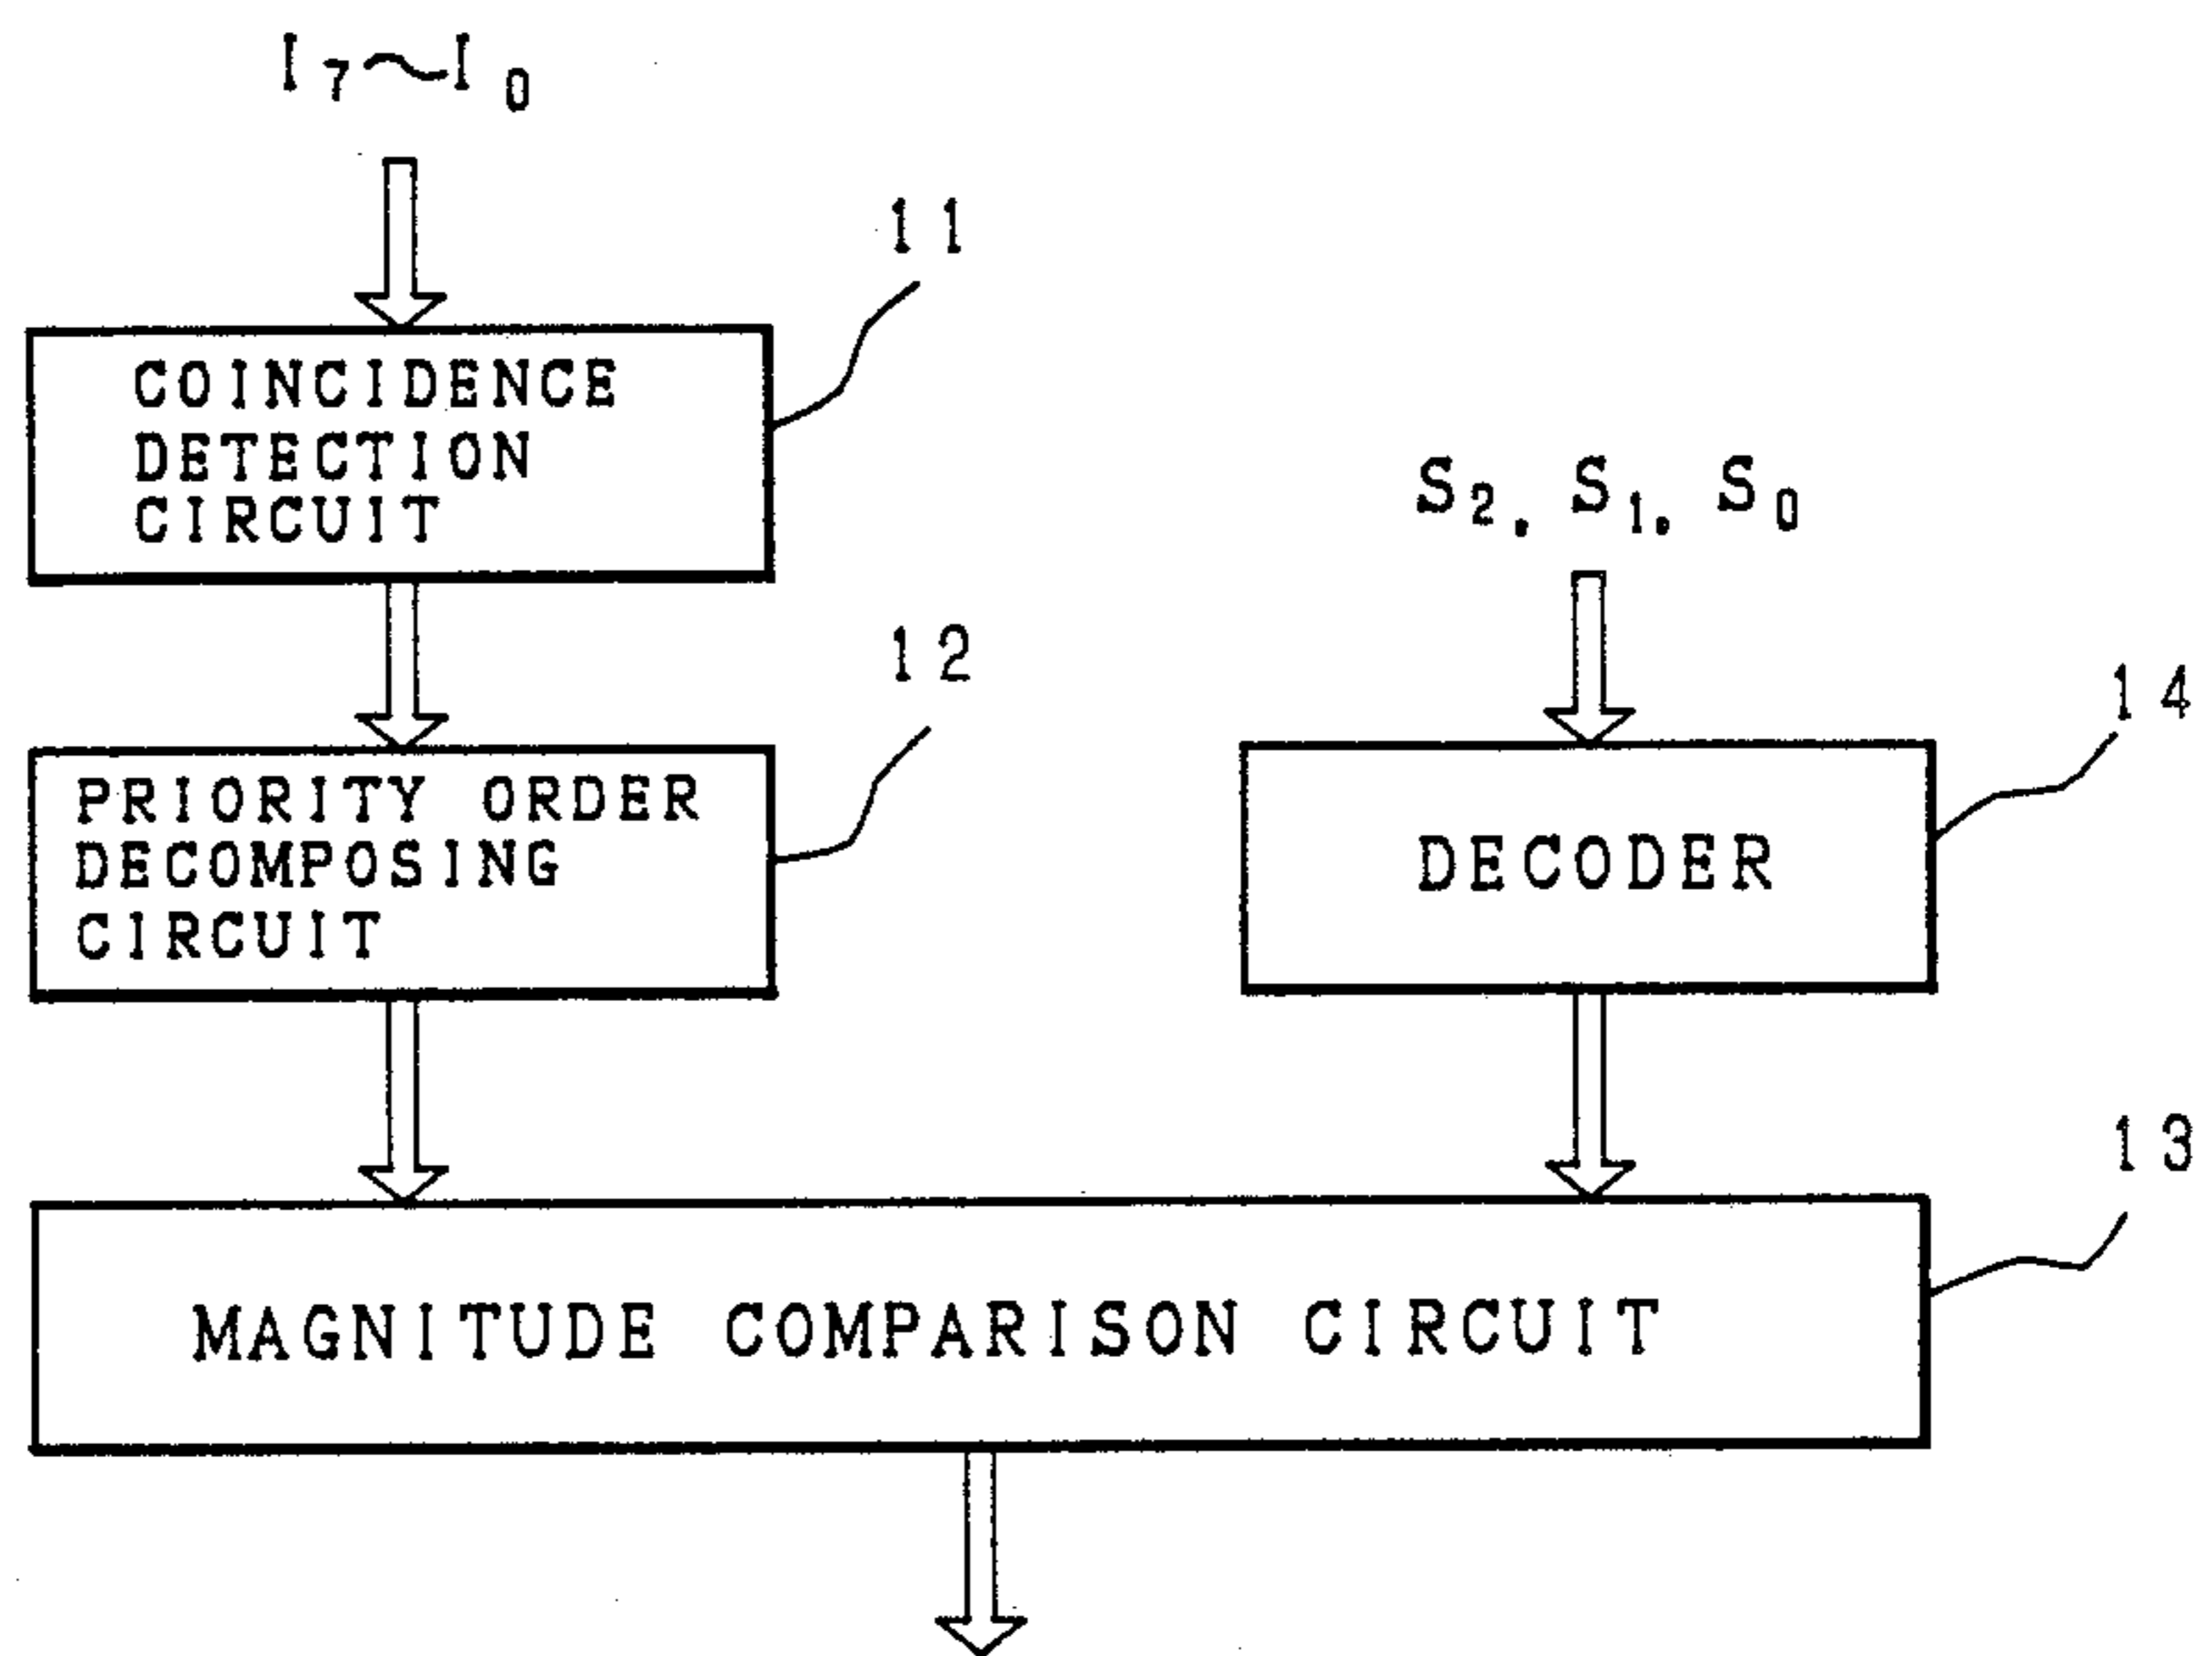 I7~I0
11
COINCIDENCE
DETECTION
CIRCUIT
S2, S1, S0
12
14
PRIORITY ORDER
DECOMPOSING
CIRCUIT
DECODER
13
MAGNITUDE COMPARISON CIRCUIT